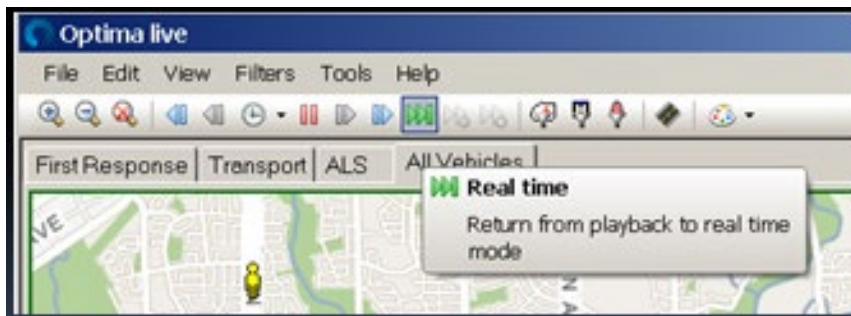 Optima live
File Edit View Filters Tools Help
First Response Transport ALS All Vehicles
Real time
Return from playback to real time
mode
AVE
N A